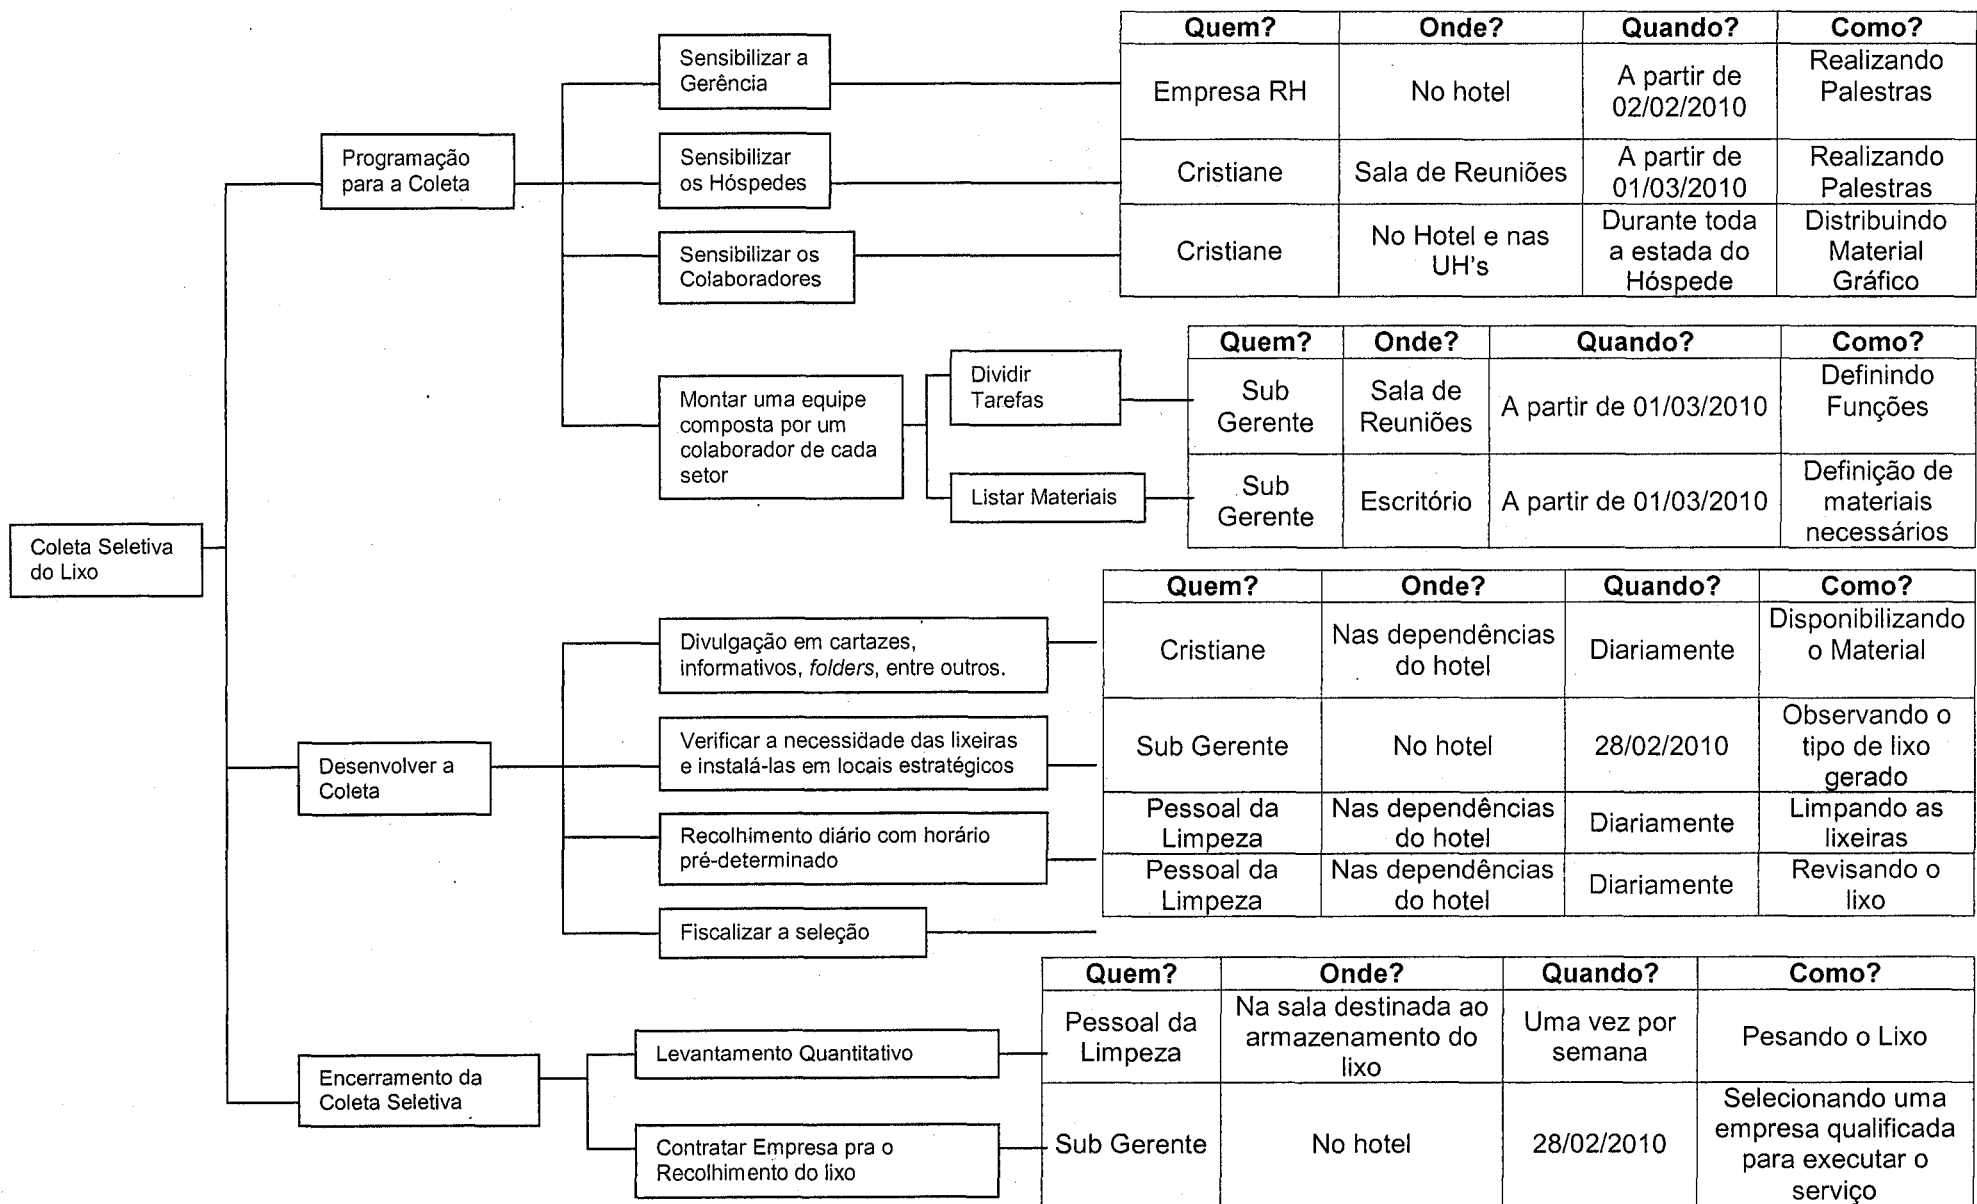 Coleta Seletiva
do Lixo
Programação
para a Coleta
Sensibilizar a
Gerência
Sensibilizar
os Hóspedes
Sensibilizar os
Colaboradores
Montar uma equipe
composta por um
colaborador de cada
setor
Dividir
Tarefas
Listar Materiais
Quem? Onde? Quando? Como?
Empresa RH No hotel A partir de
02/02/2010 Realizando
Palestras
Cristiane Sala de Reuniões A partir de
01/03/2010 Realizando
Palestras
Cristiane No Hotel e nas
UH's Durante toda
a estada do
Hóspede Distribuindo
Material
Gráfico
Quem? Onde? Quando? Como?
Sub
Gerente Sala de
Reuniões A partir de 01/03/2010 Definindo
Funções
Sub
Gerente Escritório A partir de 01/03/2010 Definição de
materiais
necessários
Desenvolver a
Coleta
Divulgação em cartazes,
informativos, folders, entre outros.
Verificar a necessidade das lixeiras
e instalá-las em locais estratégicos
Recolhimento diário com horário
pré-determinado
Fiscalizar a seleção
Quem? Onde? Quando? Como?
Cristiane Nas dependências
do hotel Diariamente Disponibilizando
o Material
Sub Gerente No hotel 28/02/2010 Observando o
tipo de lixo
gerado
Pessoal da
Limpeza Nas dependências
do hotel Diariamente Limpando as
lixeiras
Pessoal da
Limpeza Nas dependências
do hotel Diariamente Revisando o
lixo
Encerramento da
Coleta Seletiva
Levantamento Quantitativo
Contratar Empresa pra o
Recolhimento do lixo
Quem? Onde? Quando? Como?
Pessoal da
Limpeza Na sala destinada ao
armazenamento do
lixo Uma vez por
semana Pesando o Lixo
Sub Gerente No hotel 28/02/2010 Selecionando uma
empresa qualificada
para executar o
serviço